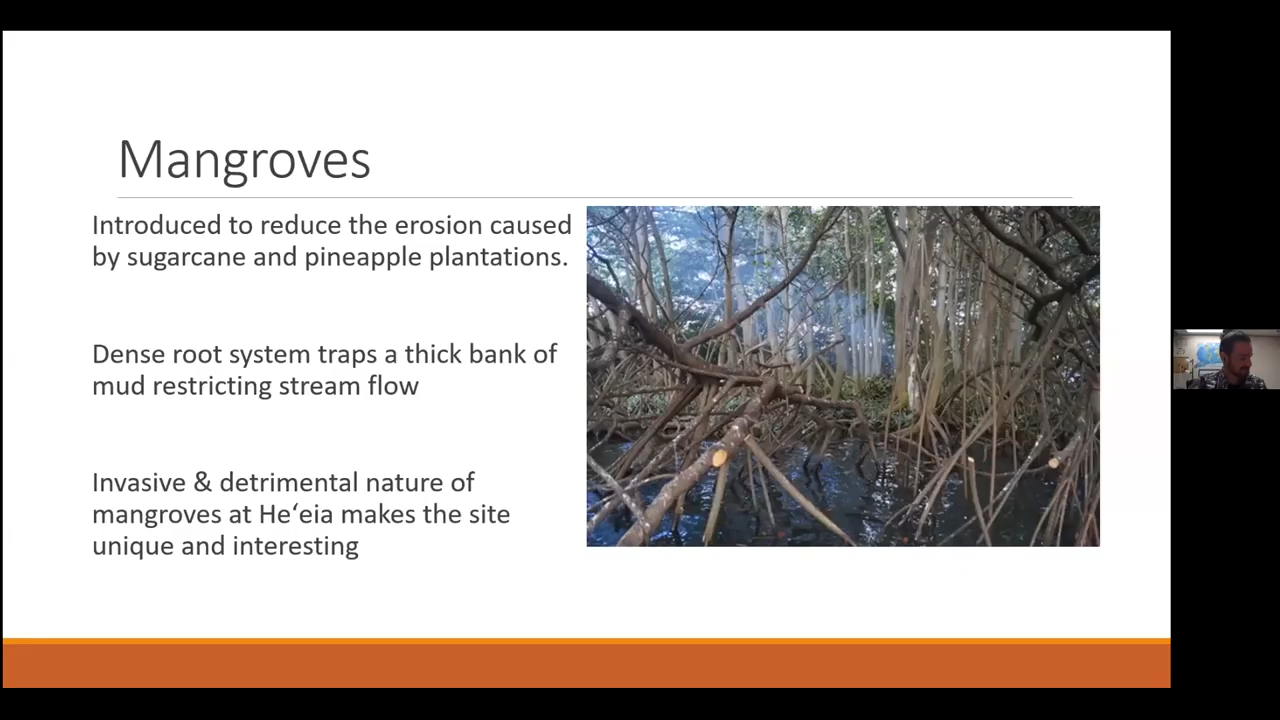 Mangroves
Introduced to reduce the erosion caused
by sugarcane and pineapple plantations.
Dense root system traps a thick bank of
mud restricting stream flow
Invasive & detrimental nature of
mangroves at Heʻeia makes the site
unique and interesting